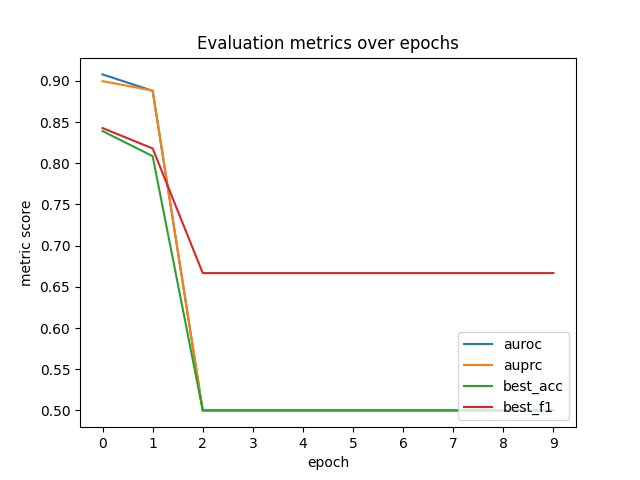 Evaluation metrics over epochs
metric score
0.90
0.85
0.80
0.75
0.70
0.65
0.60
0.55
0.50
auroc
auprc
best_acc
best_f1
0 1 2 3 4 5 6 7 8 9
epoch